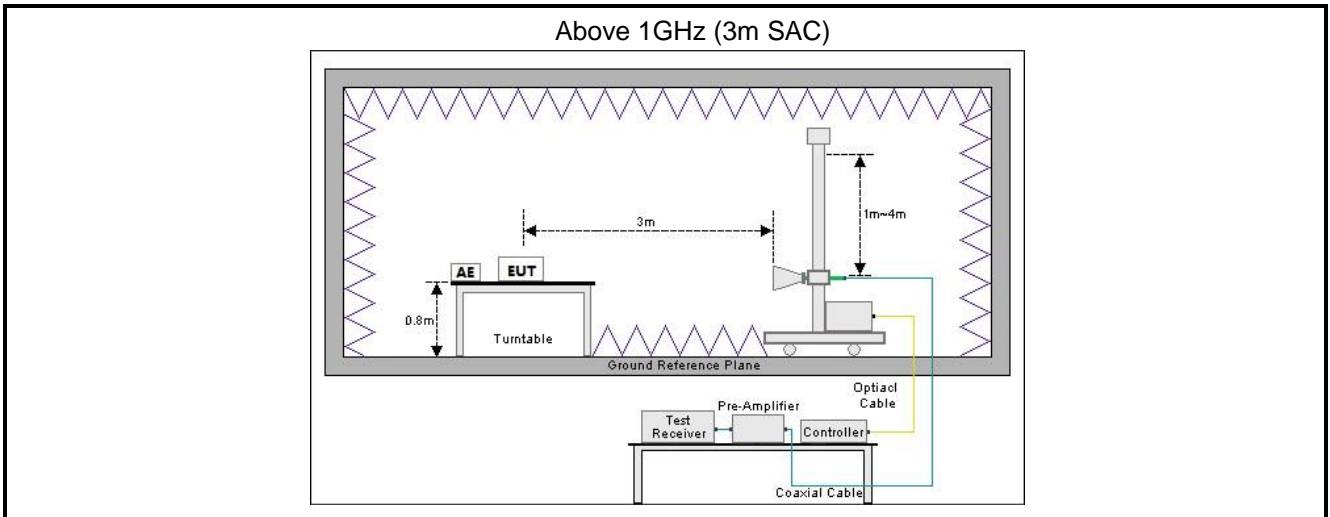 Above 1GHz (3m SAC)
3m
1m~4m
AE
EUT
0.8m
Turntable
Ground Reference Plane
Optiacl
Cable
Pre-Amplifier
Test
Receiver
Controller
Coaxial Cable